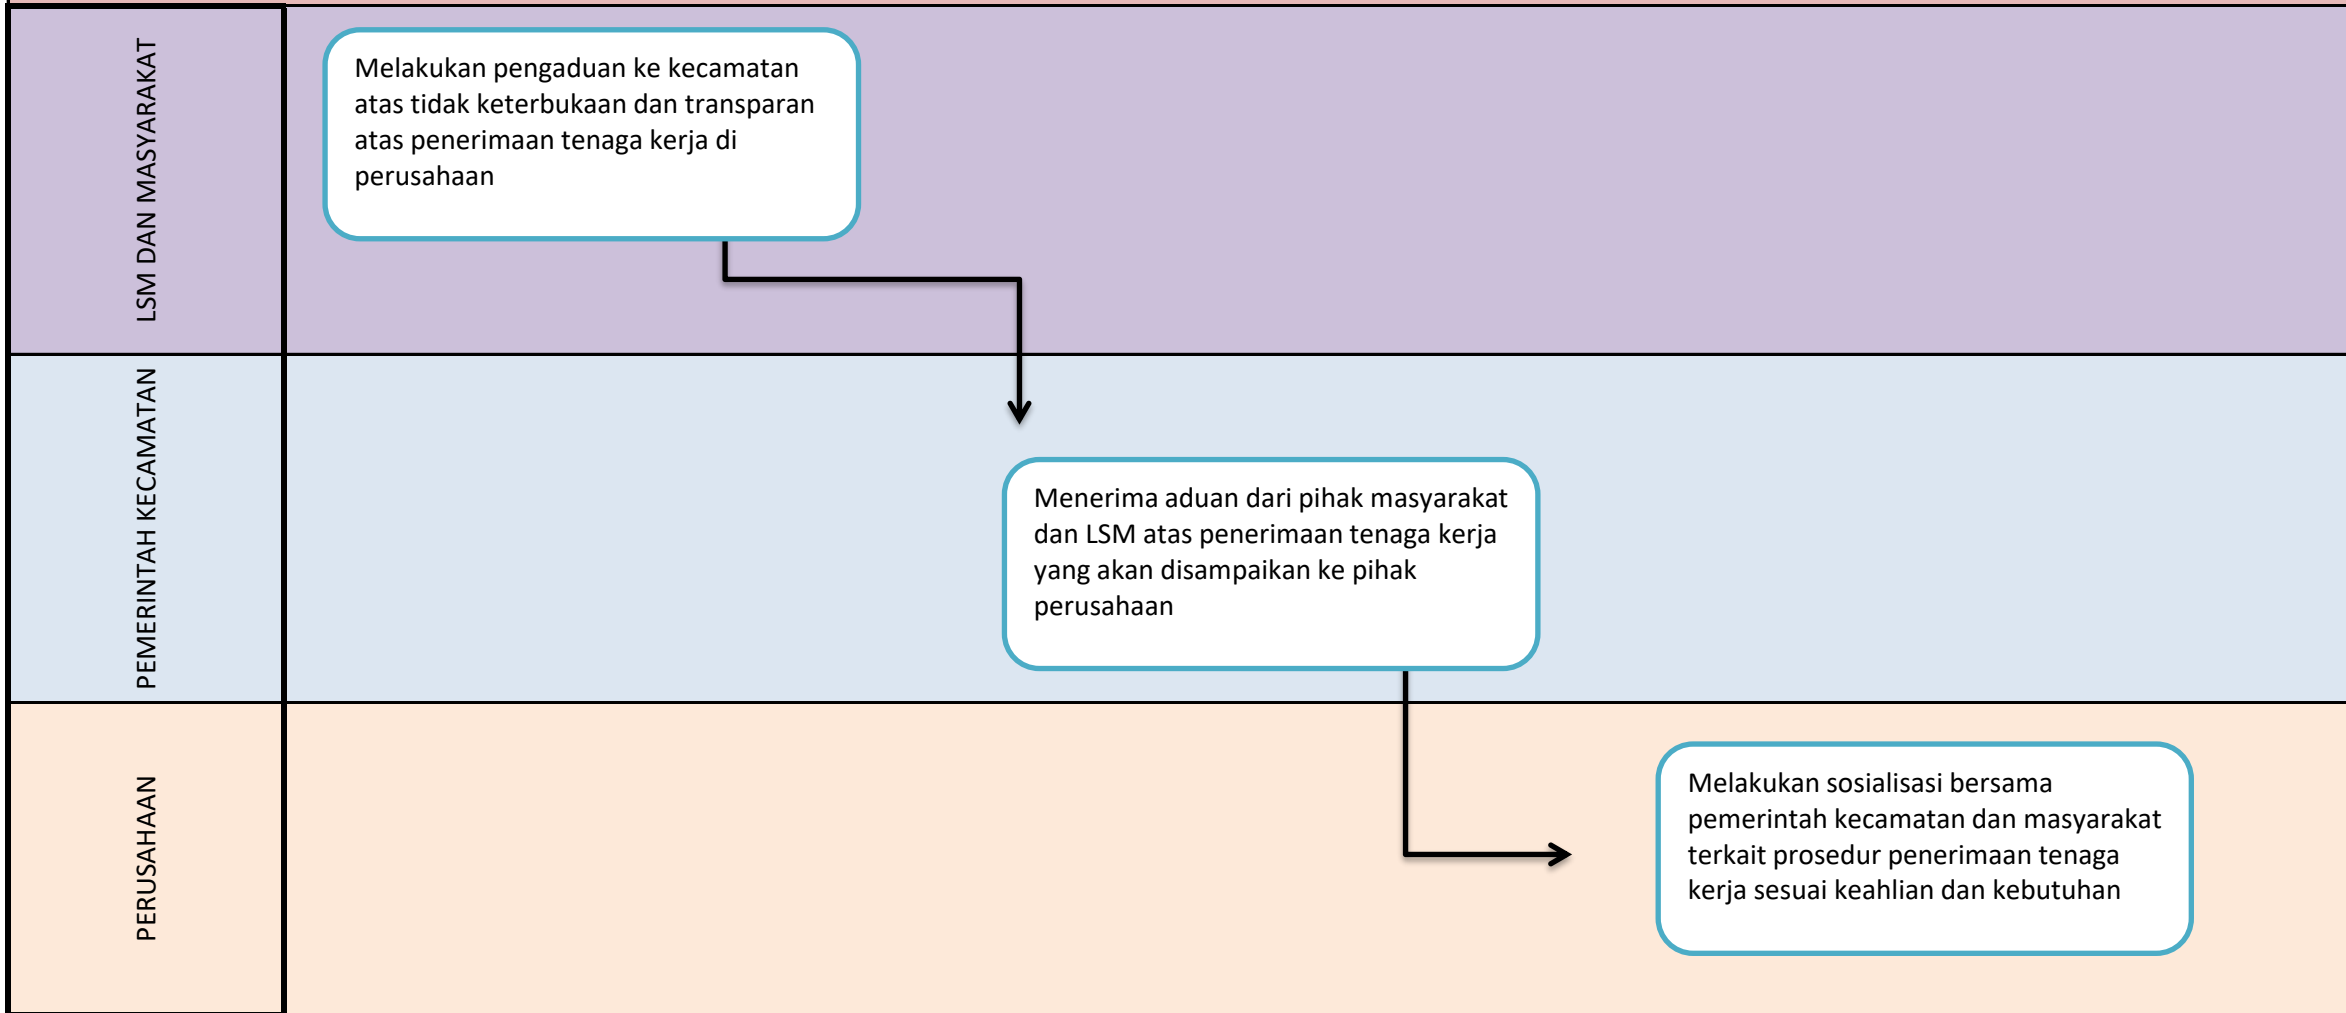 LSM DAN MASYARAKAT
Melakukan pengaduan ke kecamatan
atas tidak keterbukaan dan transparan
atas penerimaan tenaga kerja di
perusahaan
PEMERINTAH KECAMATAN
Menerima aduan dari pihak masyarakat
dan LSM atas penerimaan tenaga kerja
yang akan disampaikan ke pihak
perusahaan
PERUSAHAAN
Melakukan sosialisasi bersama
pemerintah kecamatan dan masyarakat
terkait prosedur penerimaan tenaga
kerja sesuai keahlian dan kebutuhan